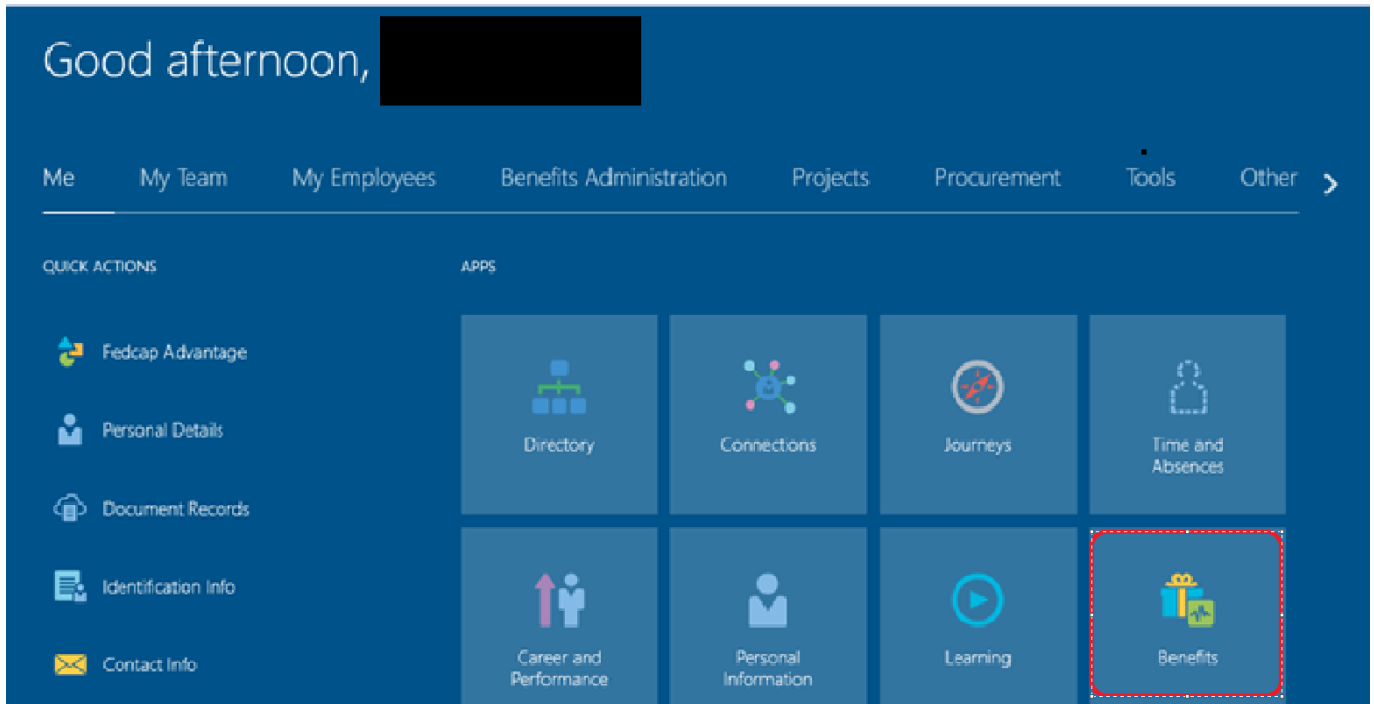 Good afternoon,
Me My Team My Employees Benefits Administration Projects Procurement Tools Other
QUICK ACTIONS
Fedcap Advantage
Personal Details
Document Records
Identification Info
Contact Info
APPS
Directory
Connections
Journeys
Time and
Absences
Career and
Performance
Personal
Information
Learning
Benefits